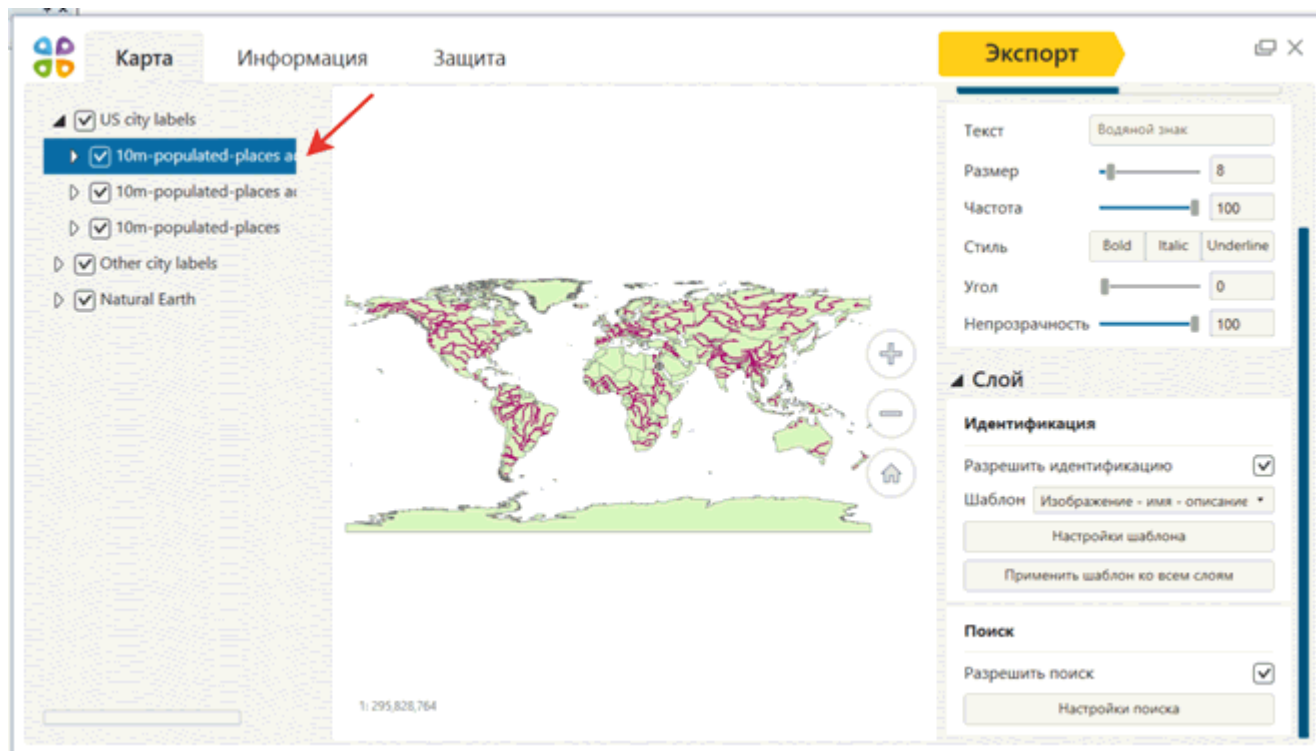 Карта Информация Защита Экспорт
US city labels
10m-populated-places
10m-populated-places
10m-populated-places
Other city labels
Natural Earth
1: 295,828,764
Текст Водяной знак
Размер 8
Частота 100
Стиль Bold Italic Underline
Угол 0
Непрозрачность 100
Слой
Идентификация
Разрешить идентификацию
Шаблон Изображение - имя - описание
Настройки шаблона
Применить шаблон ко всем слоям
Поиск
Разрешить поиск
Настройки поиска